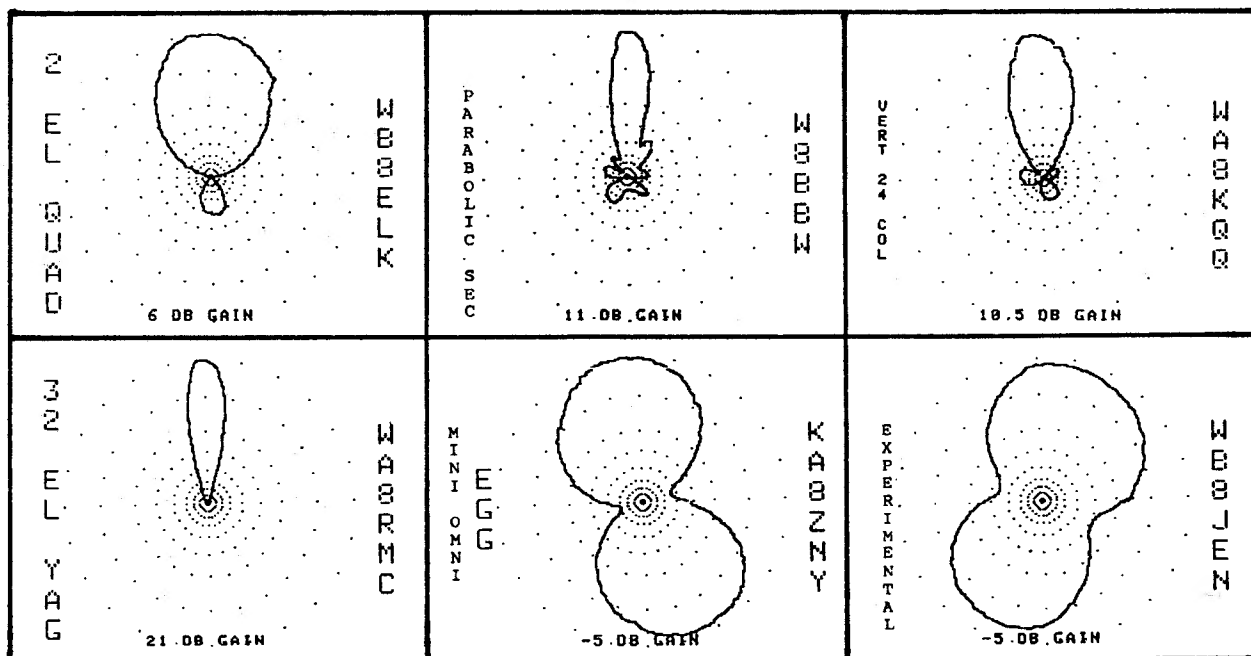 2 EL QUAD
6 DB GAIN
WB8ELK
PARABOLIC SEC
11 DB GAIN
W8BBW
VERT 24 COL
10.5 DB GAIN
WA8KQQ
32 EL YAG
21 DB GAIN
WA8RMC
MINI OMNI
EGG
-5 DB GAIN
KA8ZNY
EXPERIMENTAL
-5 DB GAIN
WB8JEN